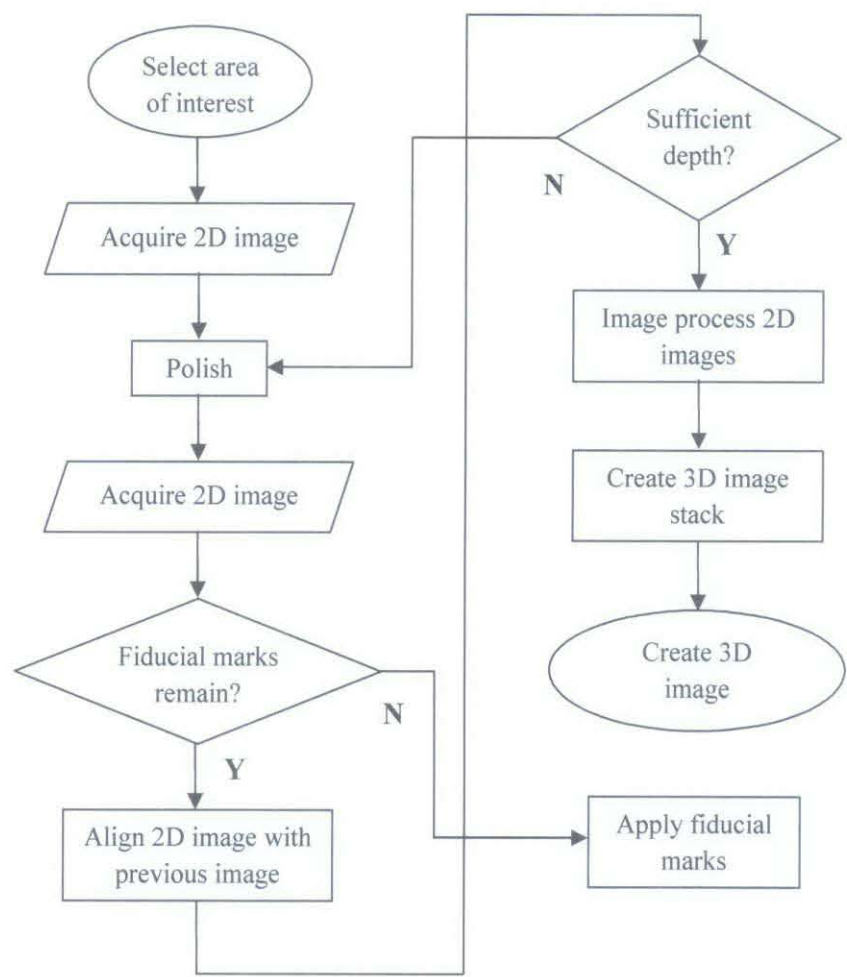 Select area
of interest
Acquire 2D image
Polish
Acquire 2D image
Fiducial marks
remain?
N
Y
Align 2D image with
previous image
Sufficient
depth?
N
Y
Image process 2D
images
Create 3D image
stack
Create 3D
image
Apply fiducial
marks